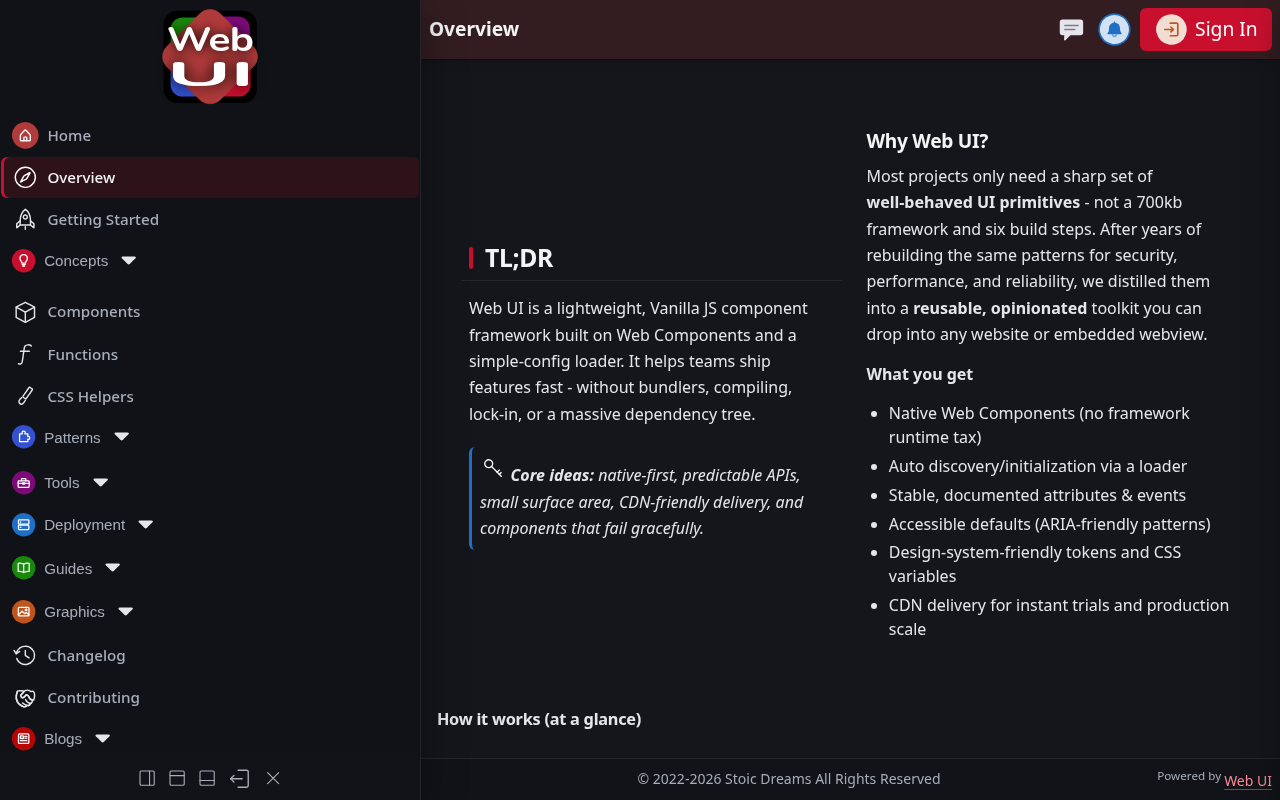 Web
UI
Home
Overview
Getting Started
Concepts
Components
Functions
CSS Helpers
Patterns
Tools
Deployment
Guides
Graphics
Changelog
Contributing
Blogs
Overview
Sign In
TL;DR
Web UI is a lightweight, Vanilla JS component
framework built on Web Components and a
simple-config loader. It helps teams ship
features fast - without bundlers, compiling,
lock-in, or a massive dependency tree.
Core ideas: native-first, predictable APIs,
small surface area, CDN-friendly delivery, and
components that fail gracefully.
Why Web UI?
Most projects only need a sharp set of
well-behaved UI primitives - not a 700kb
framework and six build steps. After years of
rebuilding the same patterns for security,
performance, and reliability, we distilled them
into a reusable, opinionated toolkit you can
drop into any website or embedded webview.
What you get
Native Web Components (no framework
runtime tax)
Auto discovery/initialization via a loader
Stable, documented attributes & events
Accessible defaults (ARIA-friendly patterns)
Design-system-friendly tokens and CSS
variables
CDN delivery for instant trials and production
scale
How it works (at a glance)
© 2022-2026 Stoic Dreams All Rights Reserved
Powered by Web UI